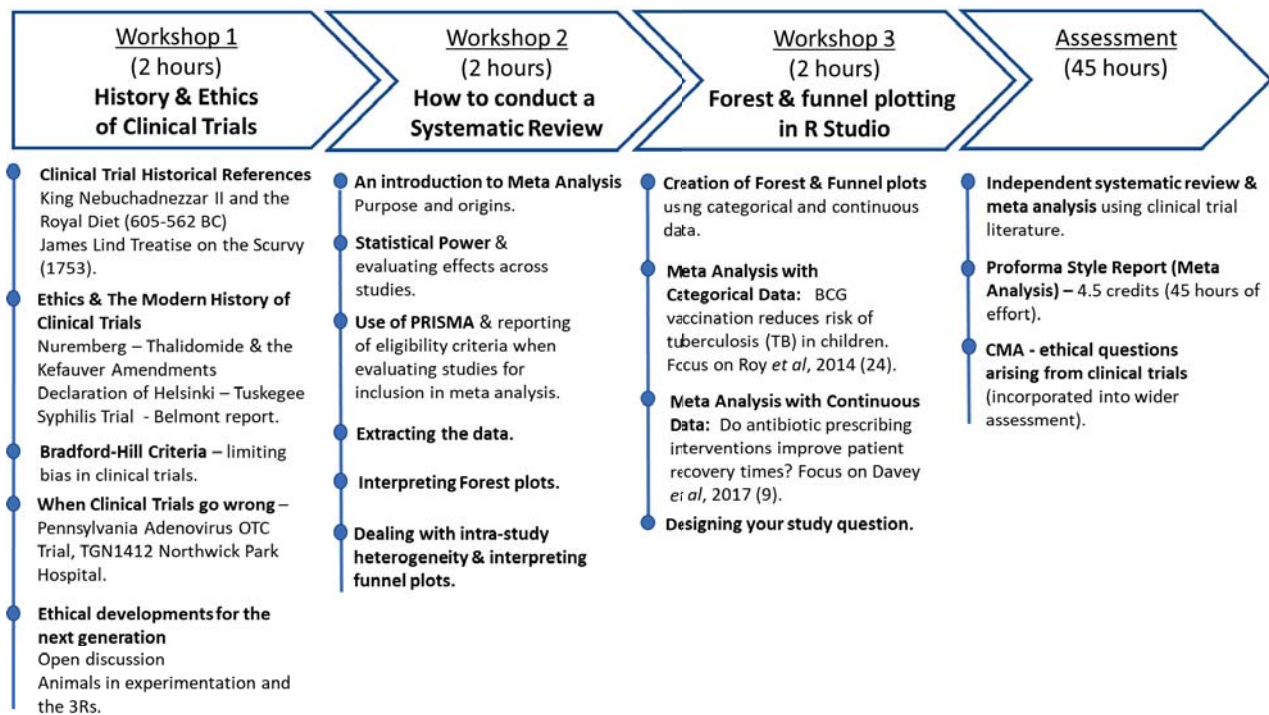 Workshop 1
(2 hours)
History & Ethics
of Clinical Trials
Clinical Trial Historical References
King Nebuchadnezzar II and the
Royal Diet (605-562 BC)
James Lind Treatise on the Scurvy
(1753).
Ethics & The Modern History of
Clinical Trials
Nuremberg – Thalidomide & the
Kefauver Amendments
Declaration of Helsinki – Tuskegee
Syphilis Trial - Belmont report.
Bradford-Hill Criteria – limiting
bias in clinical trials.
When Clinical Trials go wrong –
Pennsylvania Adenovirus OTC
Trial, TGN1412 Northwick Park
Hospital.
Ethical developments for the
next generation
Open discussion
Animals in experimentation and
the 3Rs.
Workshop 2
(2 hours)
How to conduct a
Systematic Review
An introduction to Meta Analysis
Purpose and origins.
Statistical Power &
evaluating effects across
studies.
Use of PRISMA & reporting
of eligibility criteria when
evaluating studies for
inclusion in meta analysis.
Extracting the data.
Interpreting Forest plots.
Dealing with intra-study
heterogeneity & interpreting
funnel plots.
Workshop 3
(2 hours)
Forest & funnel plotting
in R Studio
Creation of Forest & Funnel plots
using categorical and continuous
data.
Meta Analysis with
Categorical Data: BCG
vaccination reduces risk of
tuberculosis (TB) in children.
Focus on Roy et al, 2014 (24).
Meta Analysis with Continuous
Data: Do antibiotic prescribing
interventions improve patient
recovery times? Focus on Davey
et al, 2017 (9).
Designing your study question.
Assessment
(45 hours)
Independent systematic review &
meta analysis using clinical trial
literature.
Proforma Style Report (Meta
Analysis) – 4.5 credits (45 hours of
effort).
CMA - ethical questions
arising from clinical trials
(incorporated into wider
assessment).